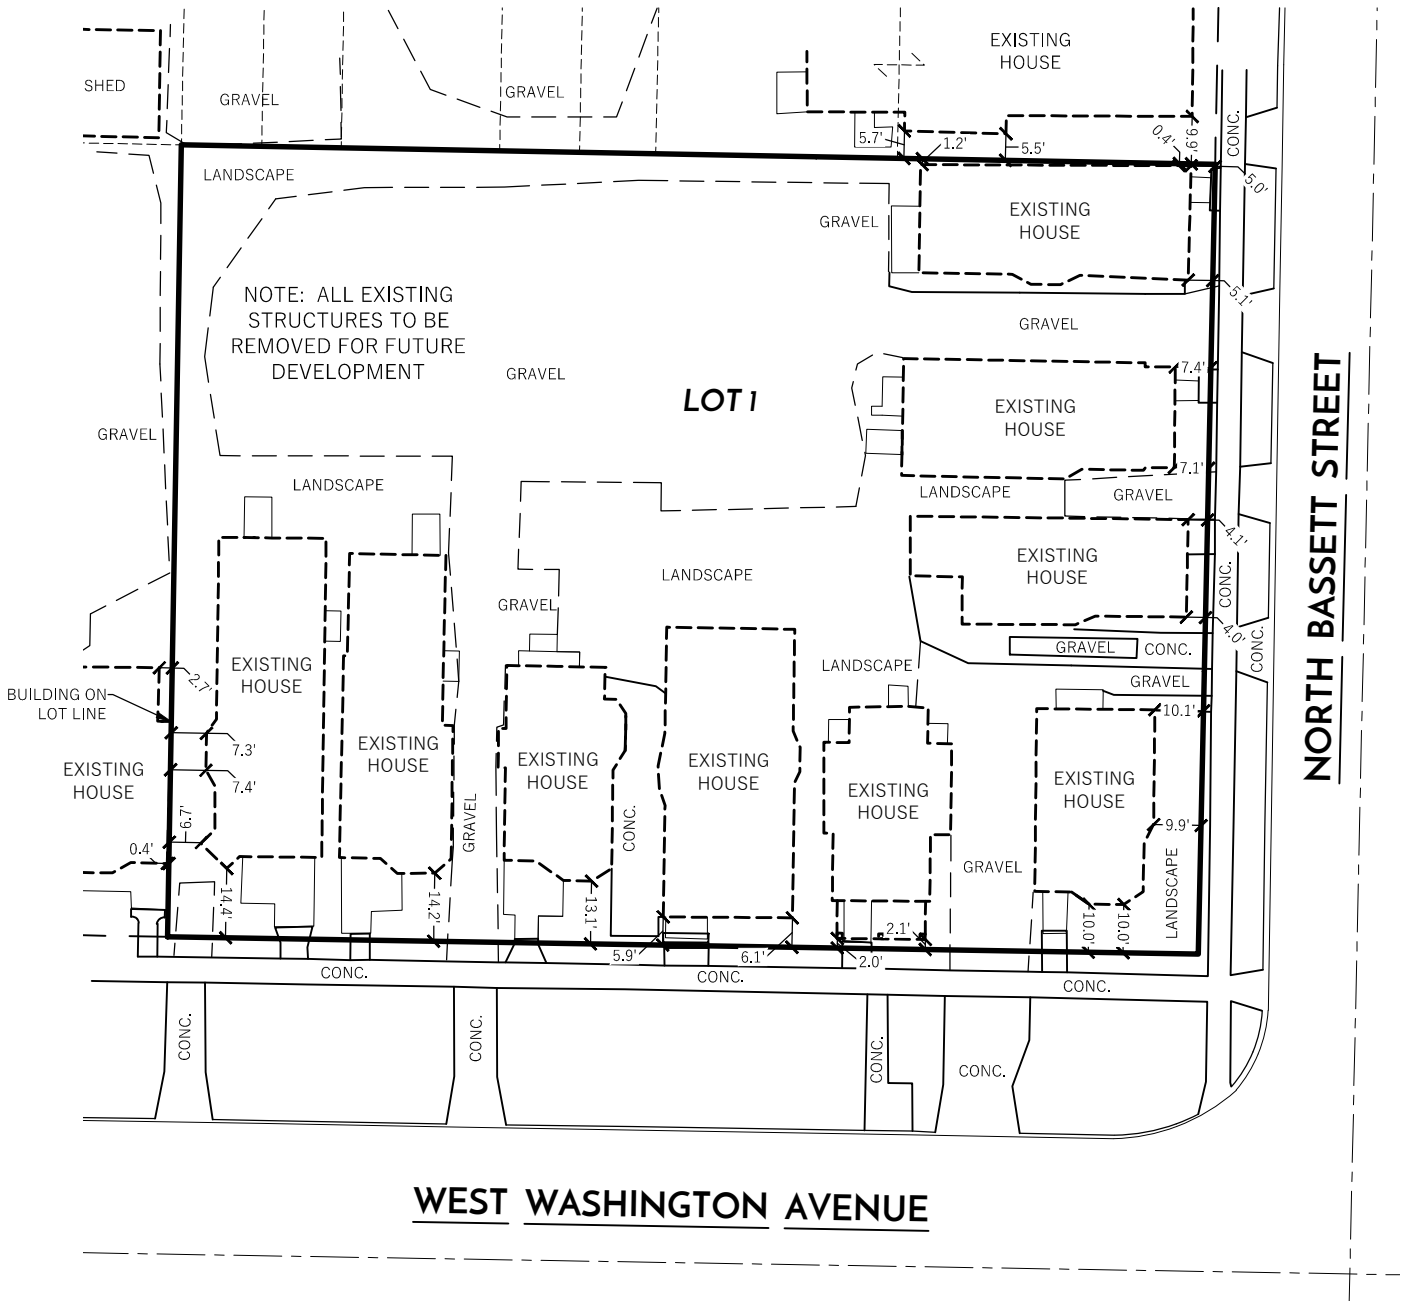 EXISTING
HOUSE
SHED
GRAVEL
GRAVEL
CONC.
5.7'
1.2'
5.5'
0.4'
9.6'
5.0'
LANDSCAPE
GRAVEL
EXISTING
HOUSE
NOTE: ALL EXISTING
STRUCTURES TO BE
REMOVED FOR FUTURE
DEVELOPMENT
5.1'
GRAVEL
GRAVEL
LOT 1
7.4'
EXISTING
HOUSE
GRAVEL
7.1'
LANDSCAPE
LANDSCAPE
GRAVEL
NORTH BASSETT STREET
4.1'
EXISTING
HOUSE
CONC.
LANDSCAPE
GRAVEL
4.0'
CONC.
GRAVEL
CONC.
EXISTING
HOUSE
LANDSCAPE
GRAVEL
2.7'
BUILDING ON
LOT LINE
10.1'
7.3'
EXISTING
HOUSE
EXISTING
HOUSE
EXISTING
HOUSE
EXISTING
HOUSE
7.4'
EXISTING
HOUSE
EXISTING
HOUSE
6.7'
GRAVEL
CONC.
9.9'
0.4'
GRAVEL
LANDSCAPE
14.4'
14.2'
13.1'
10.0'
10.0'
5.9'
6.1'
2.1'
2.0'
CONC.
CONC.
CONC.
CONC.
CONC.
CONC.
CONC.
WEST WASHINGTON AVENUE